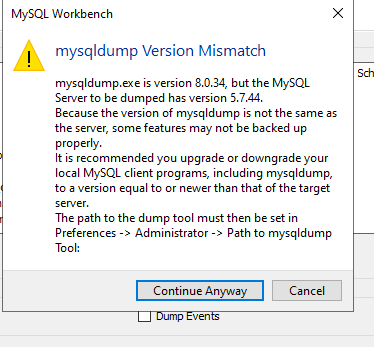 MySQL Workbench
mysqldump Version Mismatch
mysqldump.exe is version 8.0.34, but the MySQL
Server to be dumped has version 5.7.44.
Because the version of mysqldump is not the same as
the server, some features may not be backed up
properly.
It is recommended you upgrade or downgrade your
local MySQL client programs, including mysqldump,
to a version equal to or newer than that of the target
server.
The path to the dump tool must then be set in
Preferences -> Administrator -> Path to mysqldump
Tool:
Sch
Continue Anyway
Cancel
Dump Events